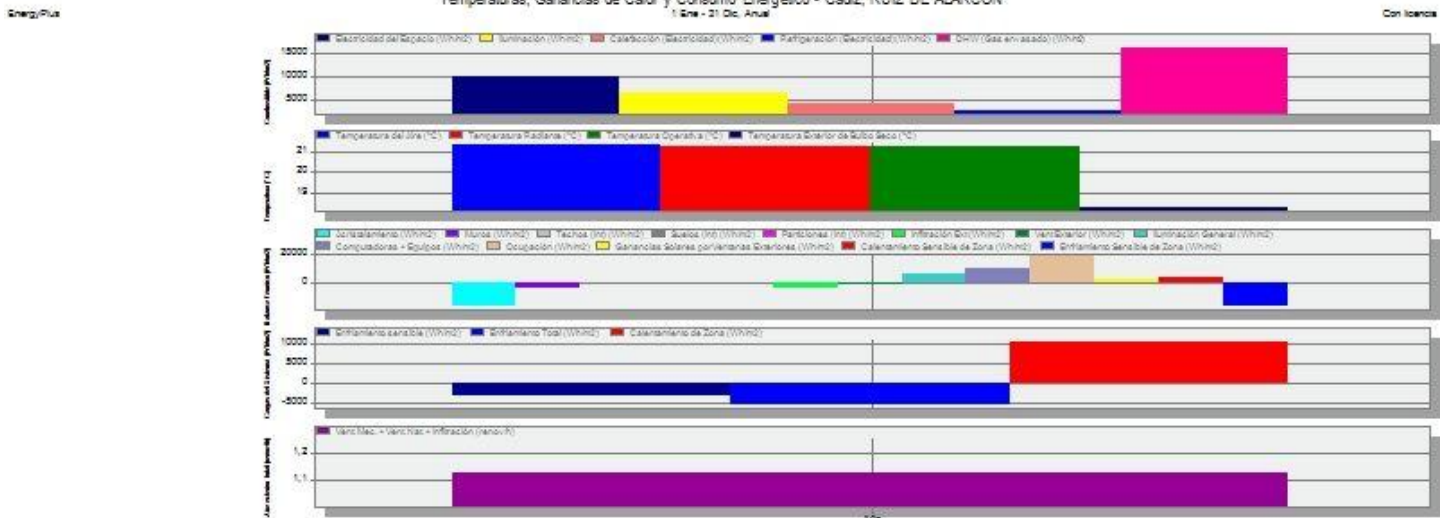 Temperaturas, Ganancias de Calor y Consumo Energético - Cádiz, RUIZ DE ALARCON
EnergyPlus
1 Ene - 31 Dic, Anual
Con licencia
Electricidad del Espacio (Wh/m2) Iluminación (Wh/m2) Calefacción (Electricidad) (Wh/m2) Refrigeración (Electricidad) (Wh/m2) DHW (Gas envasado) (Wh/m2)
15000
10000
5000
Temperatura del Aire (°C) Temperatura Radiante (°C) Temperatura Operativa (°C) Temperatura Exterior de Bulbo Seco (°C)
21
20
19
Acristalamiento (Wh/m2) Muros (Wh/m2) Techos (int) (Wh/m2) Suelos (int) (Wh/m2) Particiones (int) (Wh/m2) Infiltración Ext (Wh/m2) Vent Exterior (Wh/m2) Iluminación General (Wh/m2)
Computadoras + Equipos (Wh/m2) Ocupación (Wh/m2) Ganancias Solares por Ventanas Exteriores (Wh/m2) Calentamiento Sensible de Zona (Wh/m2) Enfriamiento Sensible de Zona (Wh/m2)
20000
0
Enfriamiento sensible (Wh/m2) Enfriamiento Total (Wh/m2) Calentamiento de Zona (Wh/m2)
10000
5000
0
-5000
Vent Mec. + Vent Nat + Infiltración (renov/h)
1,2
1,1